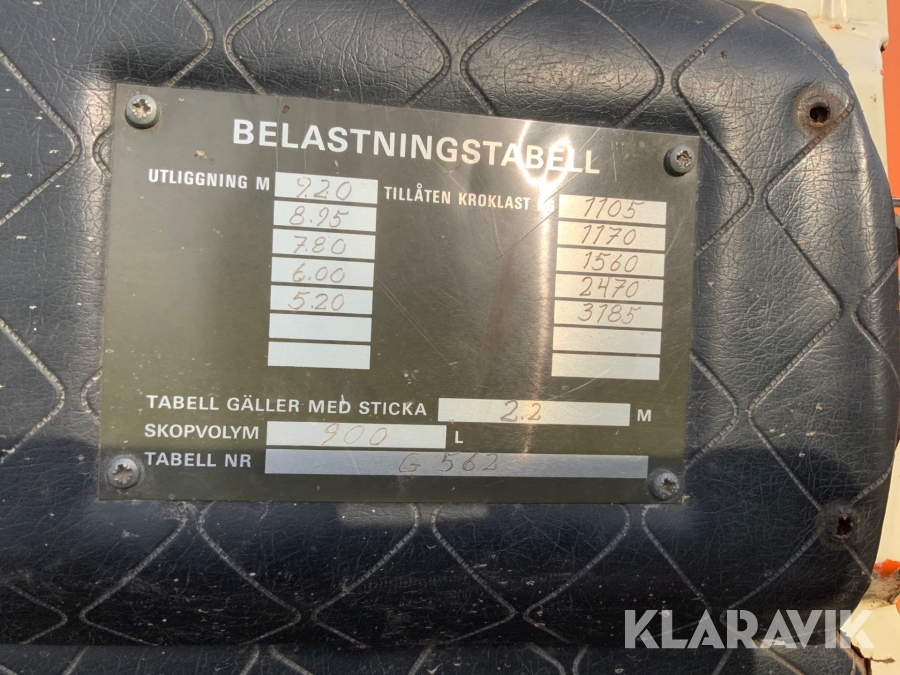 BELASTNINGSTABELL
UTLIGGNING M 9.20 TILLÅTEN KROKLAST 1105
8.95 1170
7.80 1560
6.00 2470
5.20 3185
TABELL GÄLLER MED STICKA 2.2 M
SKOPVOLYM 900 L
TABELL NR G 562
KLARAVIK